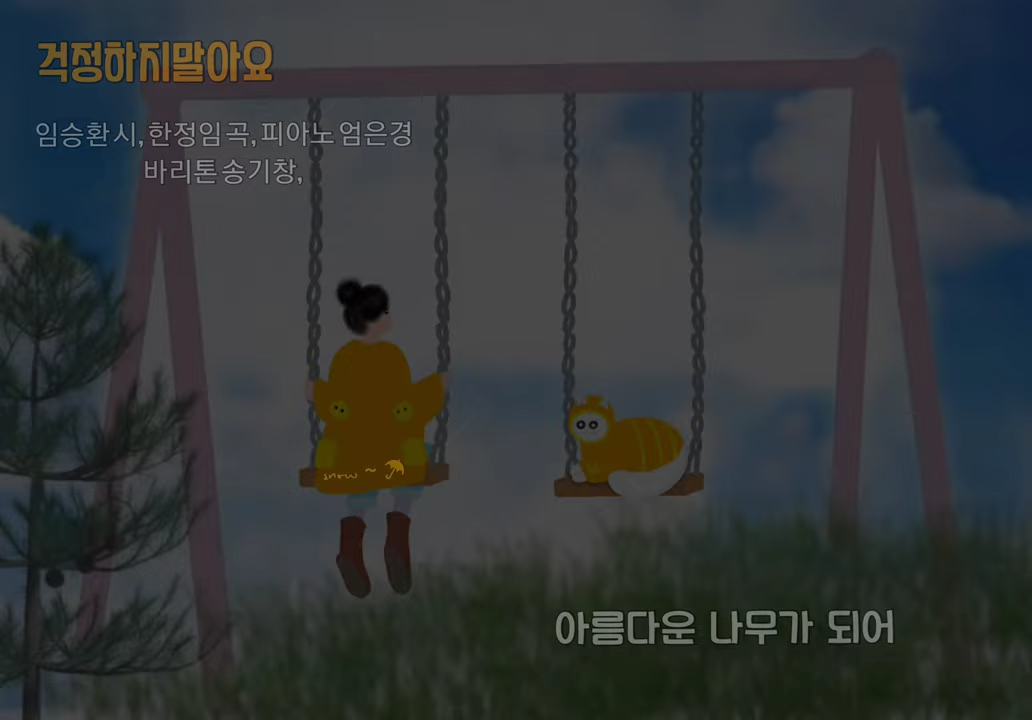 걱정하지말아요
임승환 시, 한정임 곡, 피아노 엄은경
바리톤 송기창,
snow ~
아름다운 나무가 되어